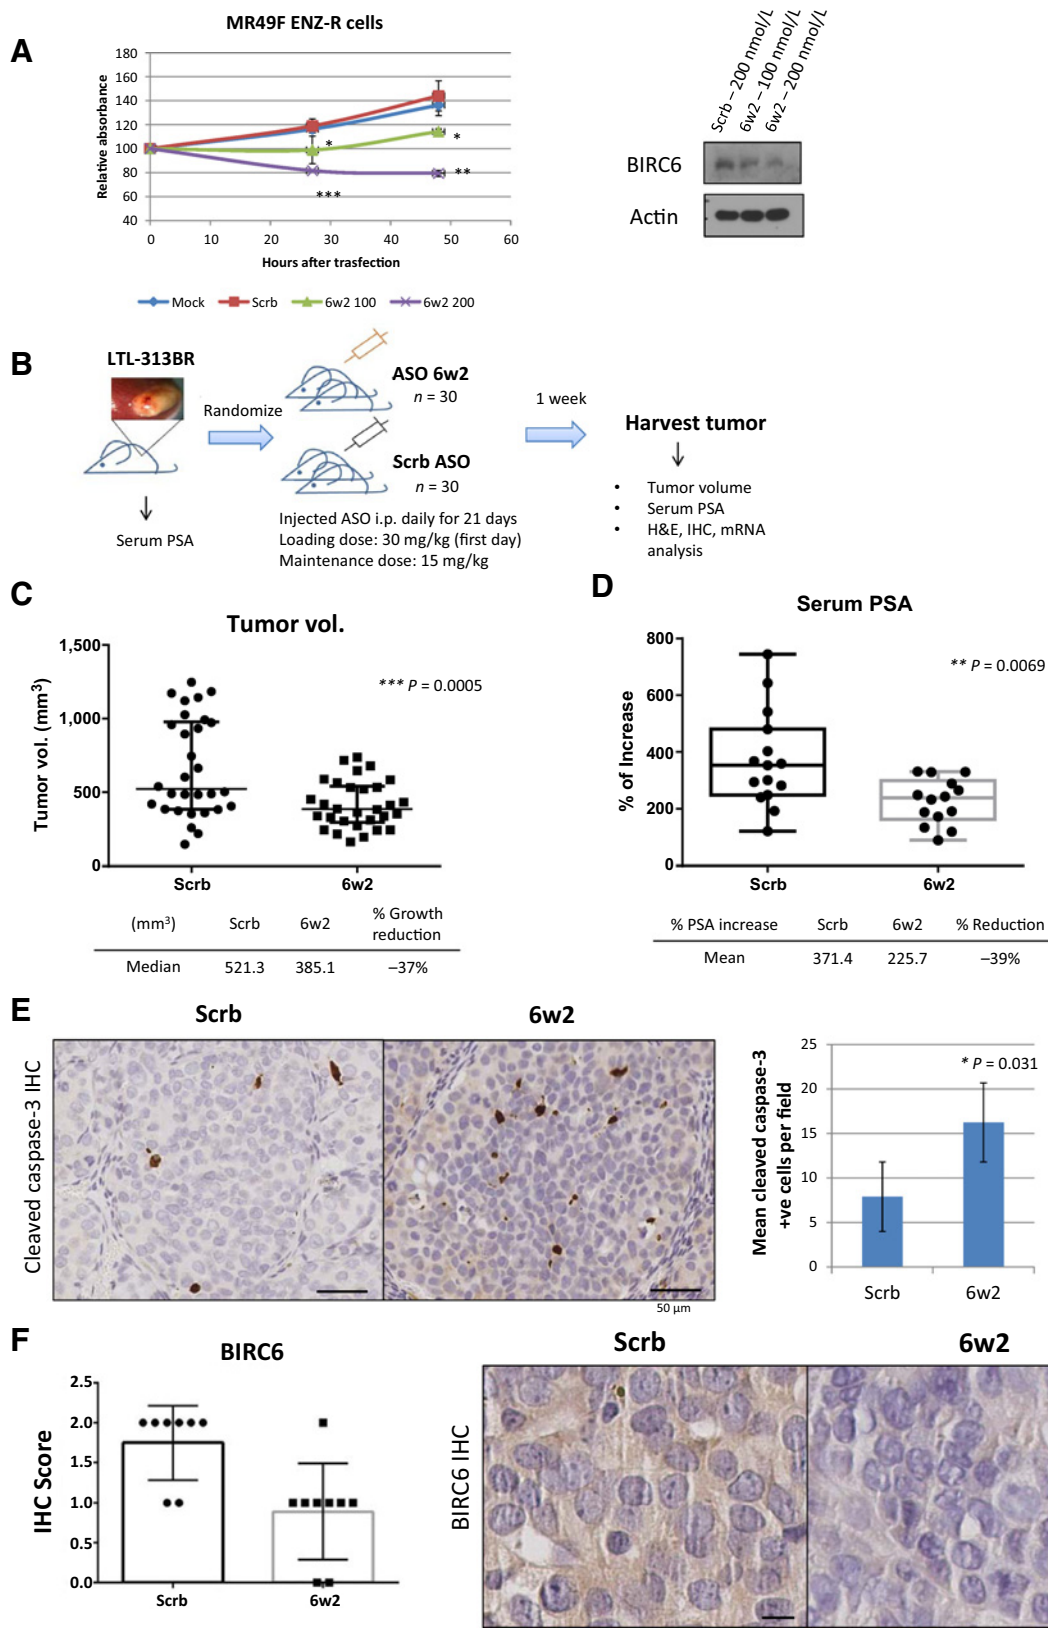 A
MR49F ENZ-R cells
Relative absorbance
180
160
140
120
100
80
60
40
*
*
**
***
0 10 20 30 40 50 60
Hours after trasfection
Mock Scrb 6w2 100 6w2 200
Scrb – 200 nmol/L
6w2 – 100 nmol/L
6w2 – 200 nmol/L
BIRC6
Actin
B
LTL-313BR
Serum PSA
Randomize
ASO 6w2
n = 30
Scrb ASO
n = 30
Injected ASO i.p. daily for 21 days
Loading dose: 30 mg/kg (first day)
Maintenance dose: 15 mg/kg
1 week
Harvest tumor
• Tumor volume
• Serum PSA
• H&E, IHC, mRNA
analysis
C
Tumor vol.
Tumor vol. (mm³)
1,500
1,000
500
0
*** P = 0.0005
Scrb 6w2
(mm³) Scrb 6w2 % Growth
reduction
Median 521.3 385.1 –37%
D
Serum PSA
% of Increase
800
600
400
200
0
** P = 0.0069
Scrb 6w2
% PSA increase Scrb 6w2 % Reduction
Mean 371.4 225.7 –39%
E
Scrb 6w2
Cleaved caspase-3 IHC
50 µm
Mean cleaved caspase-3
+ve cells per field
25
20
15
10
5
0
* P = 0.031
Scrb 6w2
F
BIRC6
IHC Score
2.5
2.0
1.5
1.0
0.5
0.0
Scrb 6w2
Scrb 6w2
BIRC6 IHC